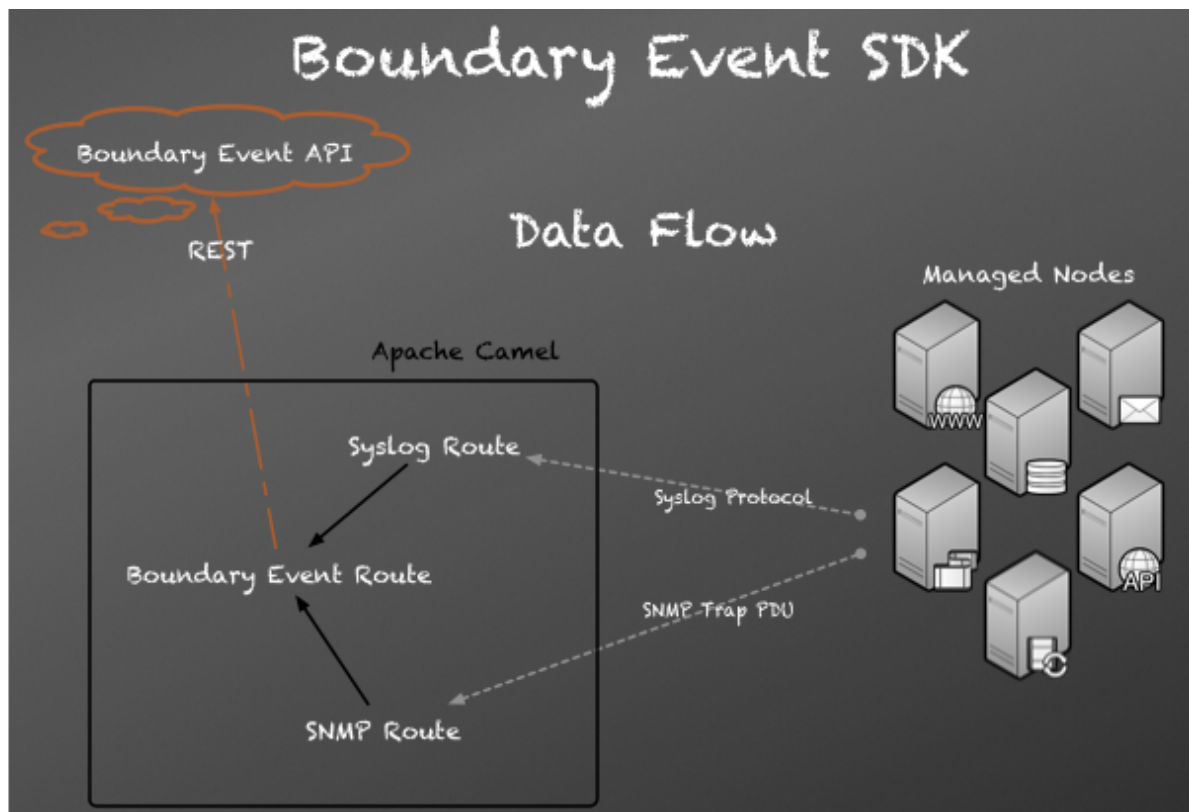 Boundary Event SDK
Boundary Event API
Data Flow
REST
Managed Nodes
Apache Camel
WWW
Syslog Route
Syslog Protocol
Boundary Event Route
API
SNMP Trap PDU
SNMP Route